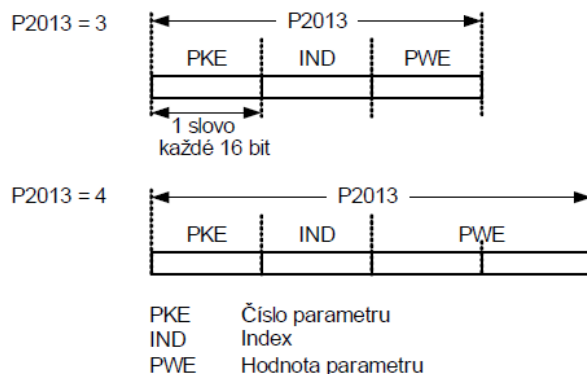 P2013 = 3 P2013
PKE IND PWE
1 slovo
každé 16 bit
P2013 = 4 P2013
PKE IND PWE
PKE Číslo parametru
IND Index
PWE Hodnota parametru